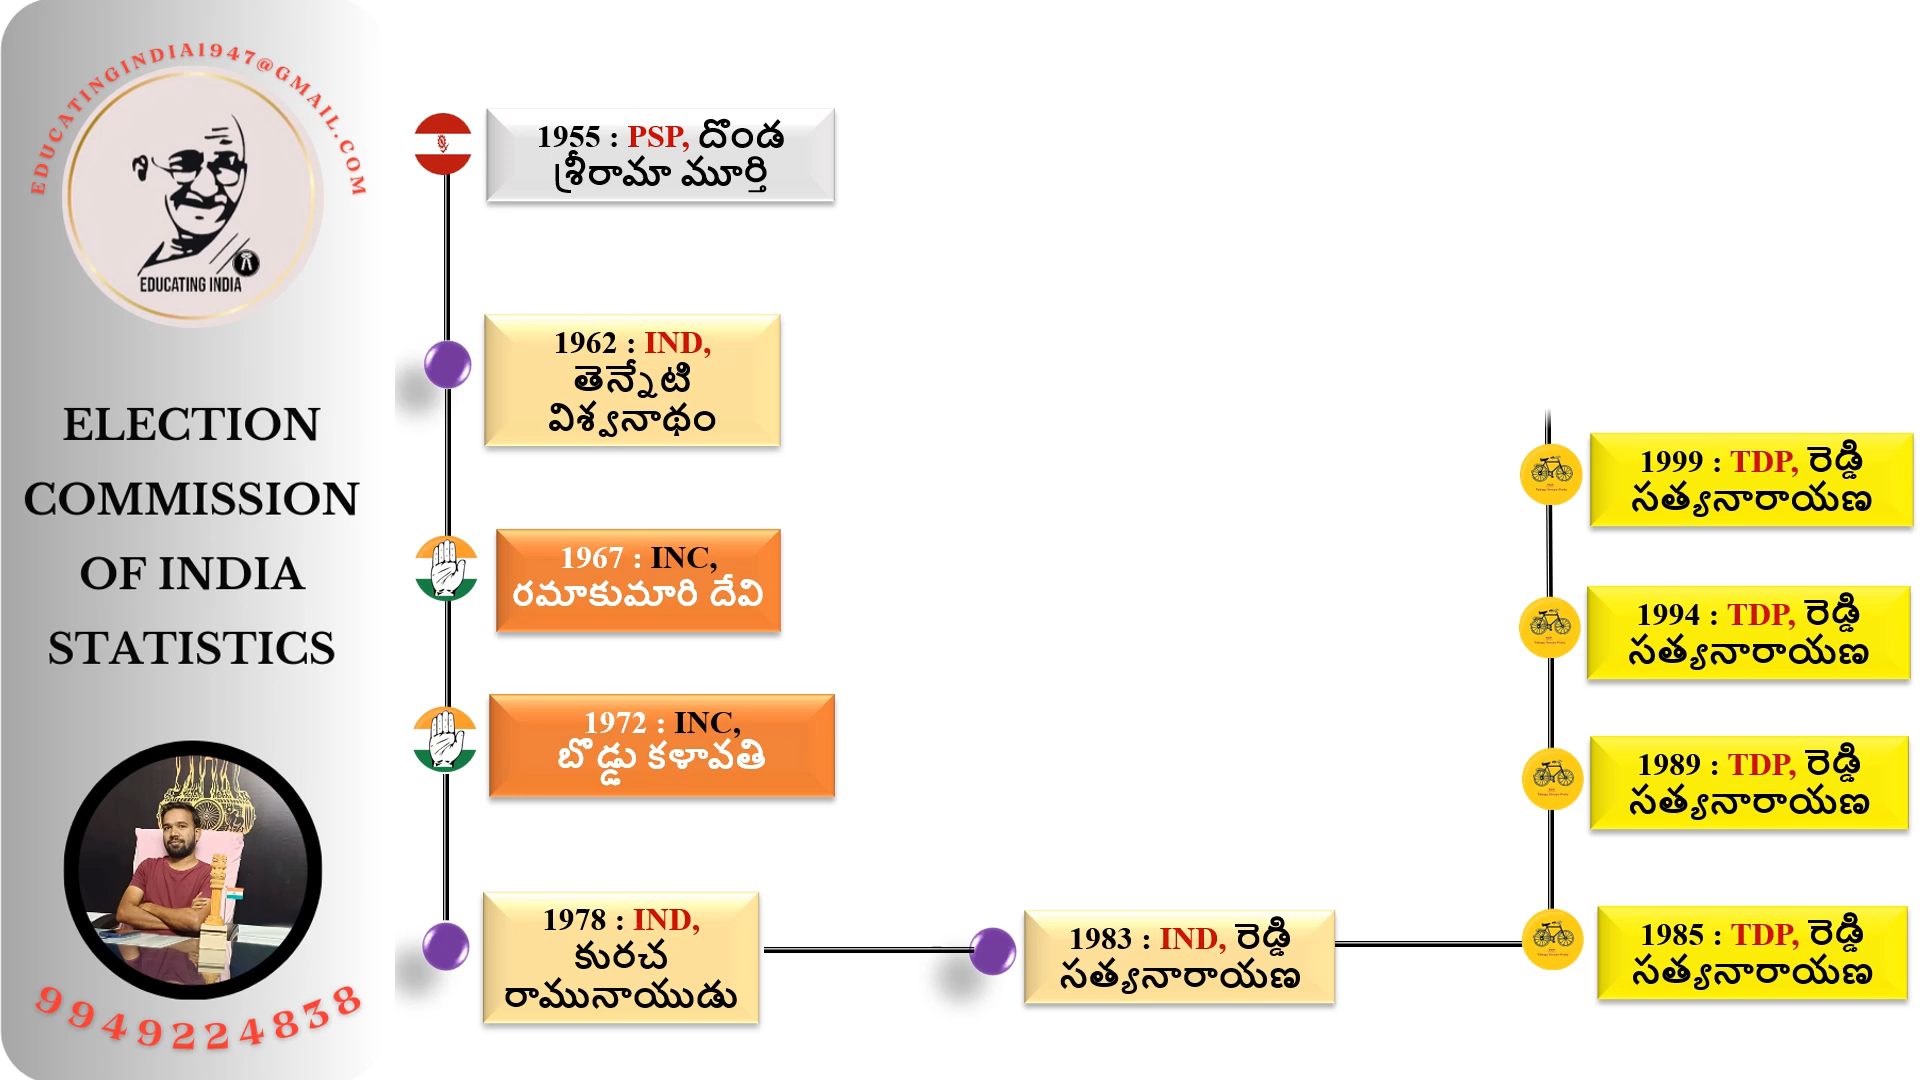 EDUCATINGINDIA1947@GMAIL.COM
EDUCATING INDIA
ELECTION
COMMISSION
OF INDIA
STATISTICS
9949224838
1955 : PSP, దొండ
శ్రీరామా మూర్తి
1962 : IND,
తెన్నేటి
విశ్వనాథం
1967 : INC,
రమాకుమారి దేవి
1972 : INC,
బొడ్డు కళావతి
1978 : IND,
కురచ
రామునాయుడు
1983 : IND, రెడ్డి
సత్యనారాయణ
1985 : TDP, రెడ్డి
సత్యనారాయణ
1989 : TDP, రెడ్డి
సత్యనారాయణ
1994 : TDP, రెడ్డి
సత్యనారాయణ
1999 : TDP, రెడ్డి
సత్యనారాయణ